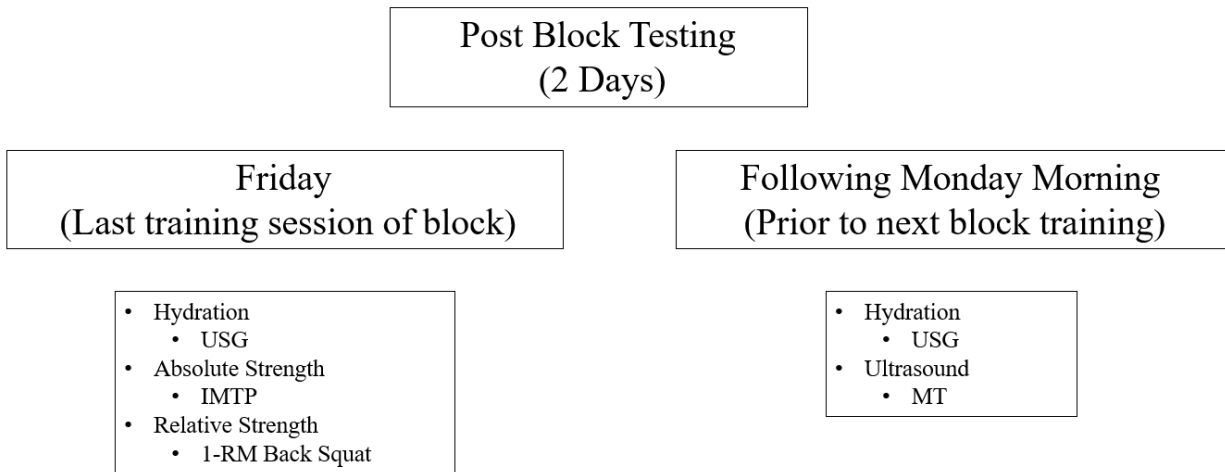 Post Block Testing
(2 Days)
Friday
(Last training session of block)
• Hydration
• USG
• Absolute Strength
• IMTP
• Relative Strength
• 1-RM Back Squat
Following Monday Morning
(Prior to next block training)
• Hydration
• USG
• Ultrasound
• MT